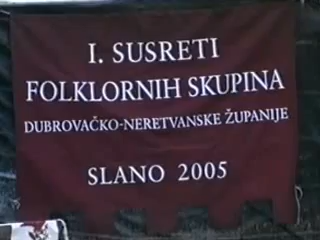 I. SUSRETI
FOLKLORNIH SKUPINA
DUBROVAČKO-NERETVANSKE ŽUPANIJE
SLANO 2005